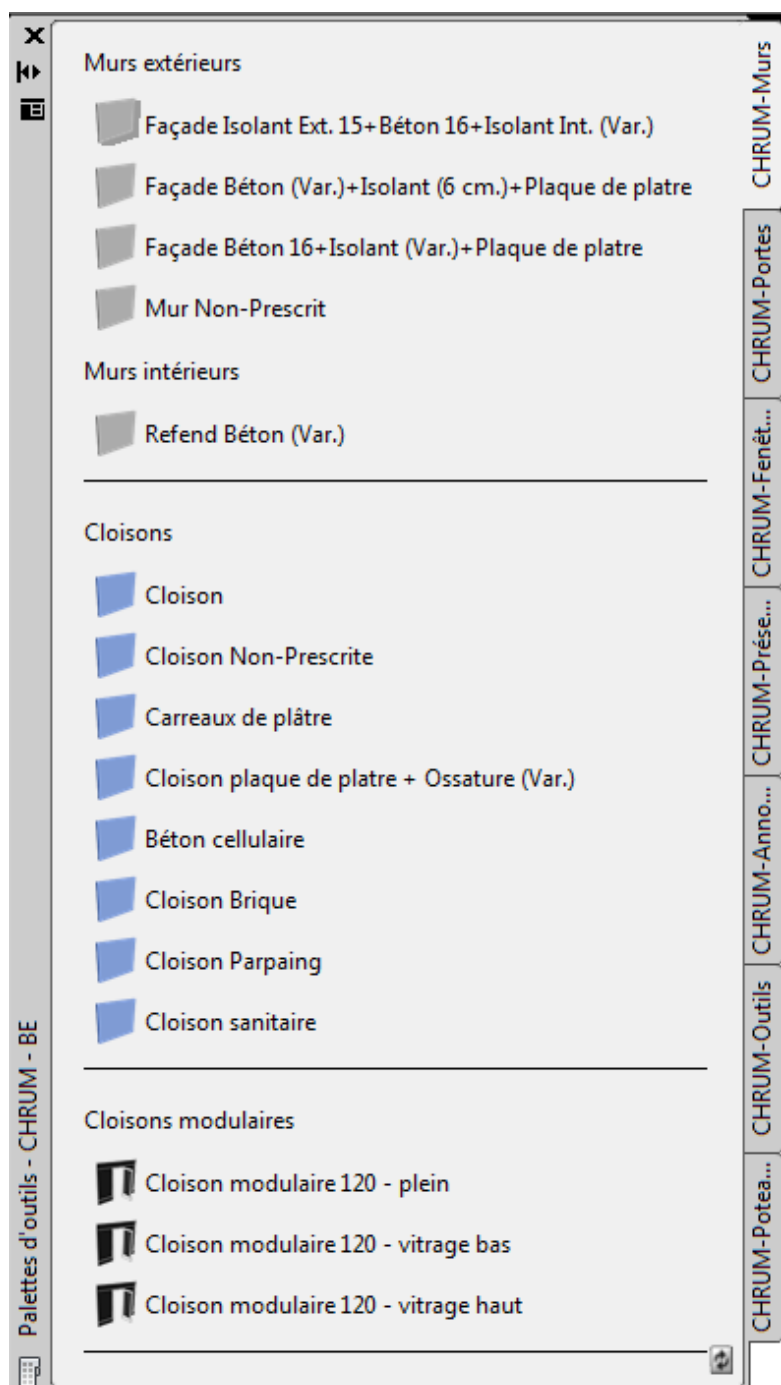 Murs extérieurs
Façade Isolant Ext. 15+Béton 16+Isolant Int. (Var.)
Façade Béton (Var.)+Isolant (6 cm.)+Plaque de platre
Façade Béton 16+Isolant (Var.)+Plaque de platre
Mur Non-Prescrit
Murs intérieurs
Refend Béton (Var.)
Cloisons
Cloison
Cloison Non-Prescrite
Carreaux de plâtre
Cloison plaque de platre + Ossature (Var.)
Béton cellulaire
Cloison Brique
Cloison Parpaing
Cloison sanitaire
Cloisons modulaires
Cloison modulaire 120 - plein
Cloison modulaire 120 - vitrage bas
Cloison modulaire 120 - vitrage haut
Palettes d'outils - CHRUM - BE
CHRUM-Murs
CHRUM-Portes
CHRUM-Fenêt...
CHRUM-Prése...
CHRUM-Anno...
CHRUM-Outils
CHRUM-Potea...